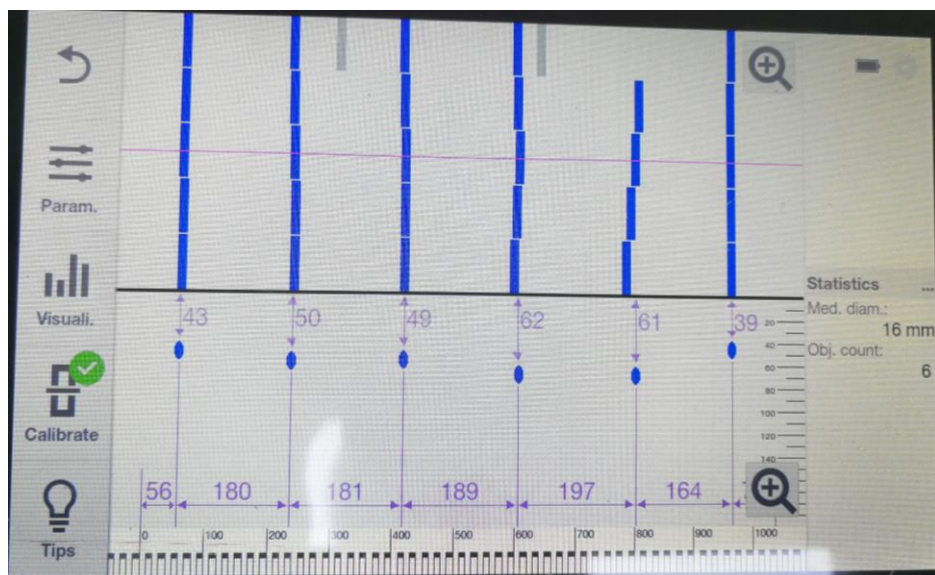 Param.
Visuali.
Calibrate
Tips
43 50 49 62 61 39
Statistics ...
Med. diam.:
16 mm
Obj. count:
6
20
40
60
80
100
120
140
56 180 181 189 197 164
0 100 200 300 400 500 600 700 800 900 1000